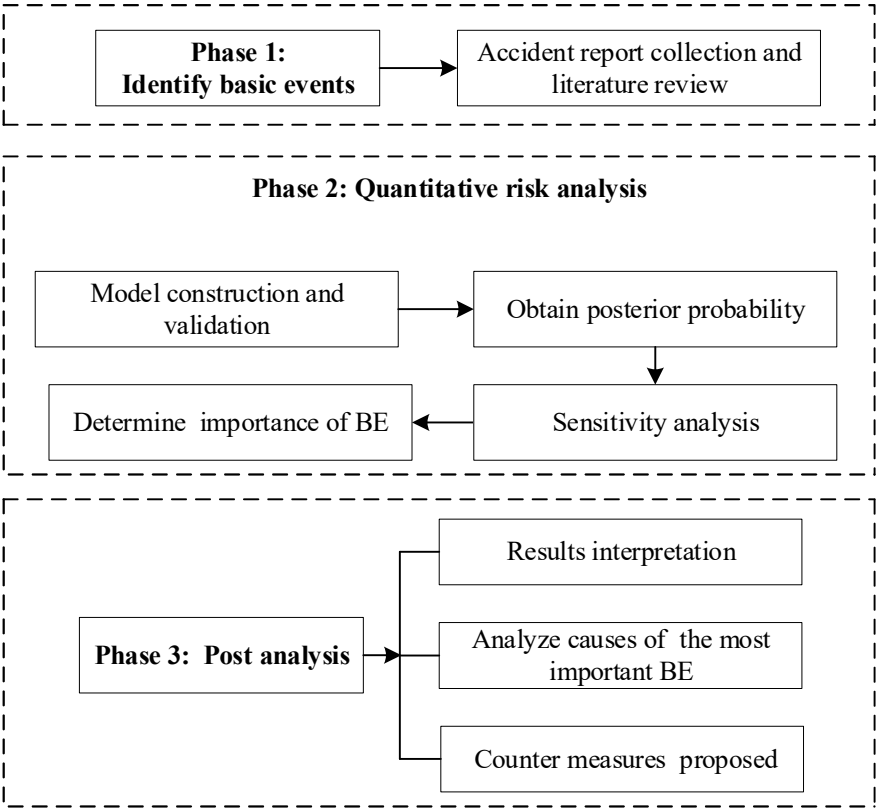 Phase 1:
Identify basic events
Accident report collection and
literature review
Phase 2: Quantitative risk analysis
Model construction and
validation
Obtain posterior probability
Determine  importance of BE
Sensitivity analysis
Results interpretation
Phase 3:  Post analysis
Analyze causes of  the most
important BE
Counter measures  proposed